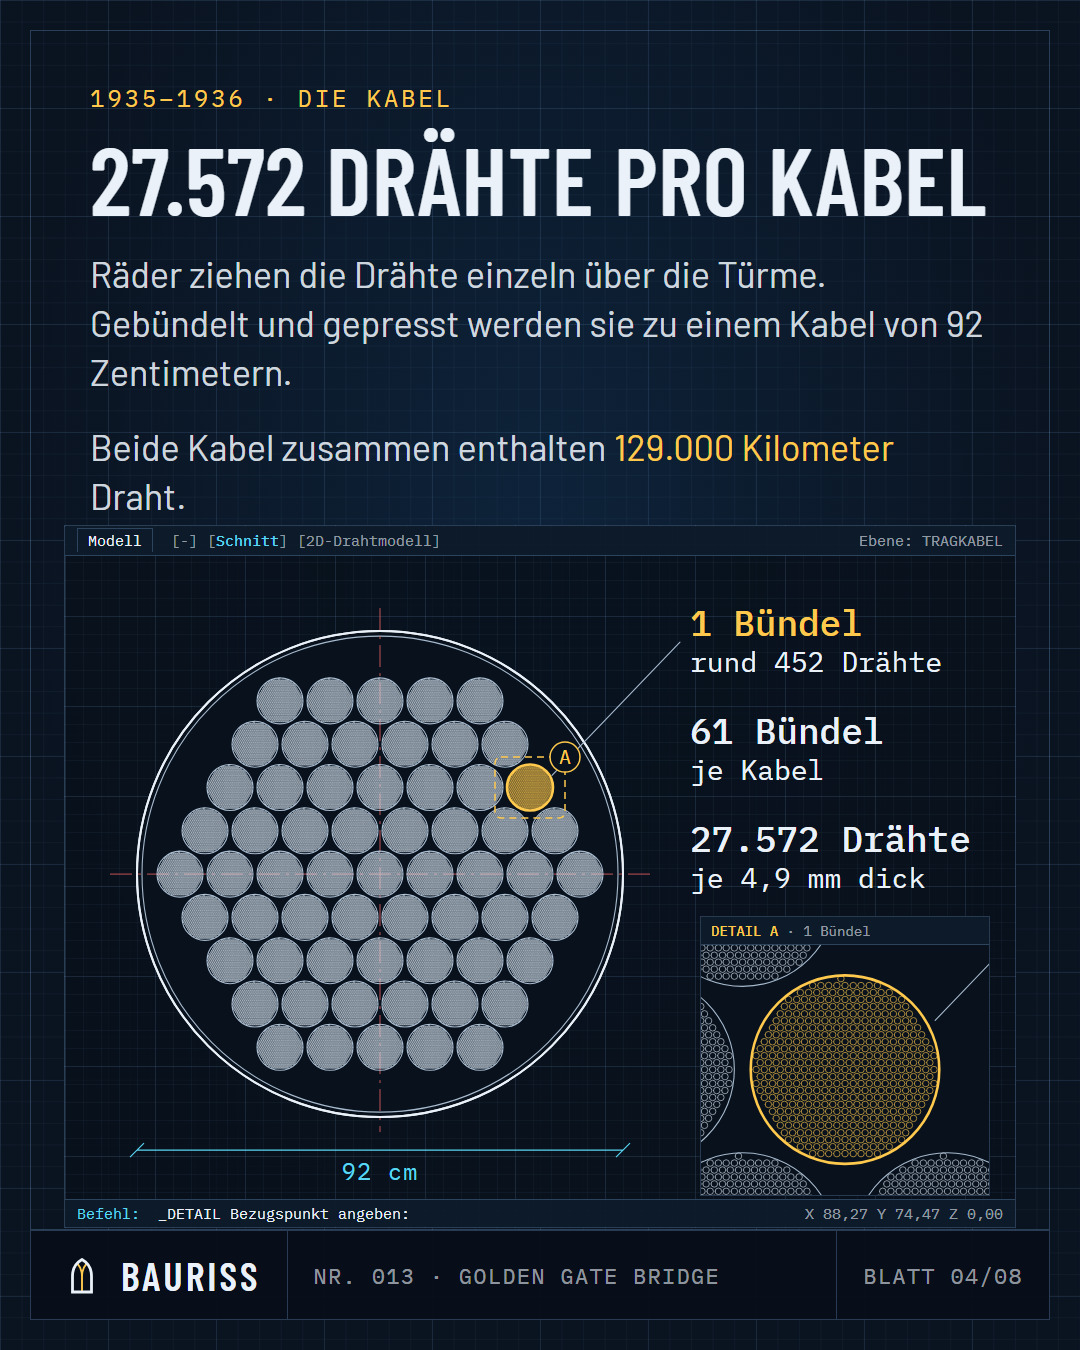 1935–1936 · DIE KABEL
27.572 DRÄHTE PRO KABEL
Räder ziehen die Drähte einzeln über die Türme.
Gebündelt und gepresst werden sie zu einem Kabel von 92
Zentimetern.
Beide Kabel zusammen enthalten 129.000 Kilometer
Draht.
Modell [-] [Schnitt] [2D-Drahtmodell] Ebene: TRAGKABEL
1 Bündel
rund 452 Drähte
61 Bündel
je Kabel
27.572 Drähte
je 4,9 mm dick
A
DETAIL A · 1 Bündel
92 cm
Befehl: _DETAIL Bezugspunkt angeben: X 88,27 Y 74,47 Z 0,00
BAURISS NR. 013 · GOLDEN GATE BRIDGE BLATT 04/08